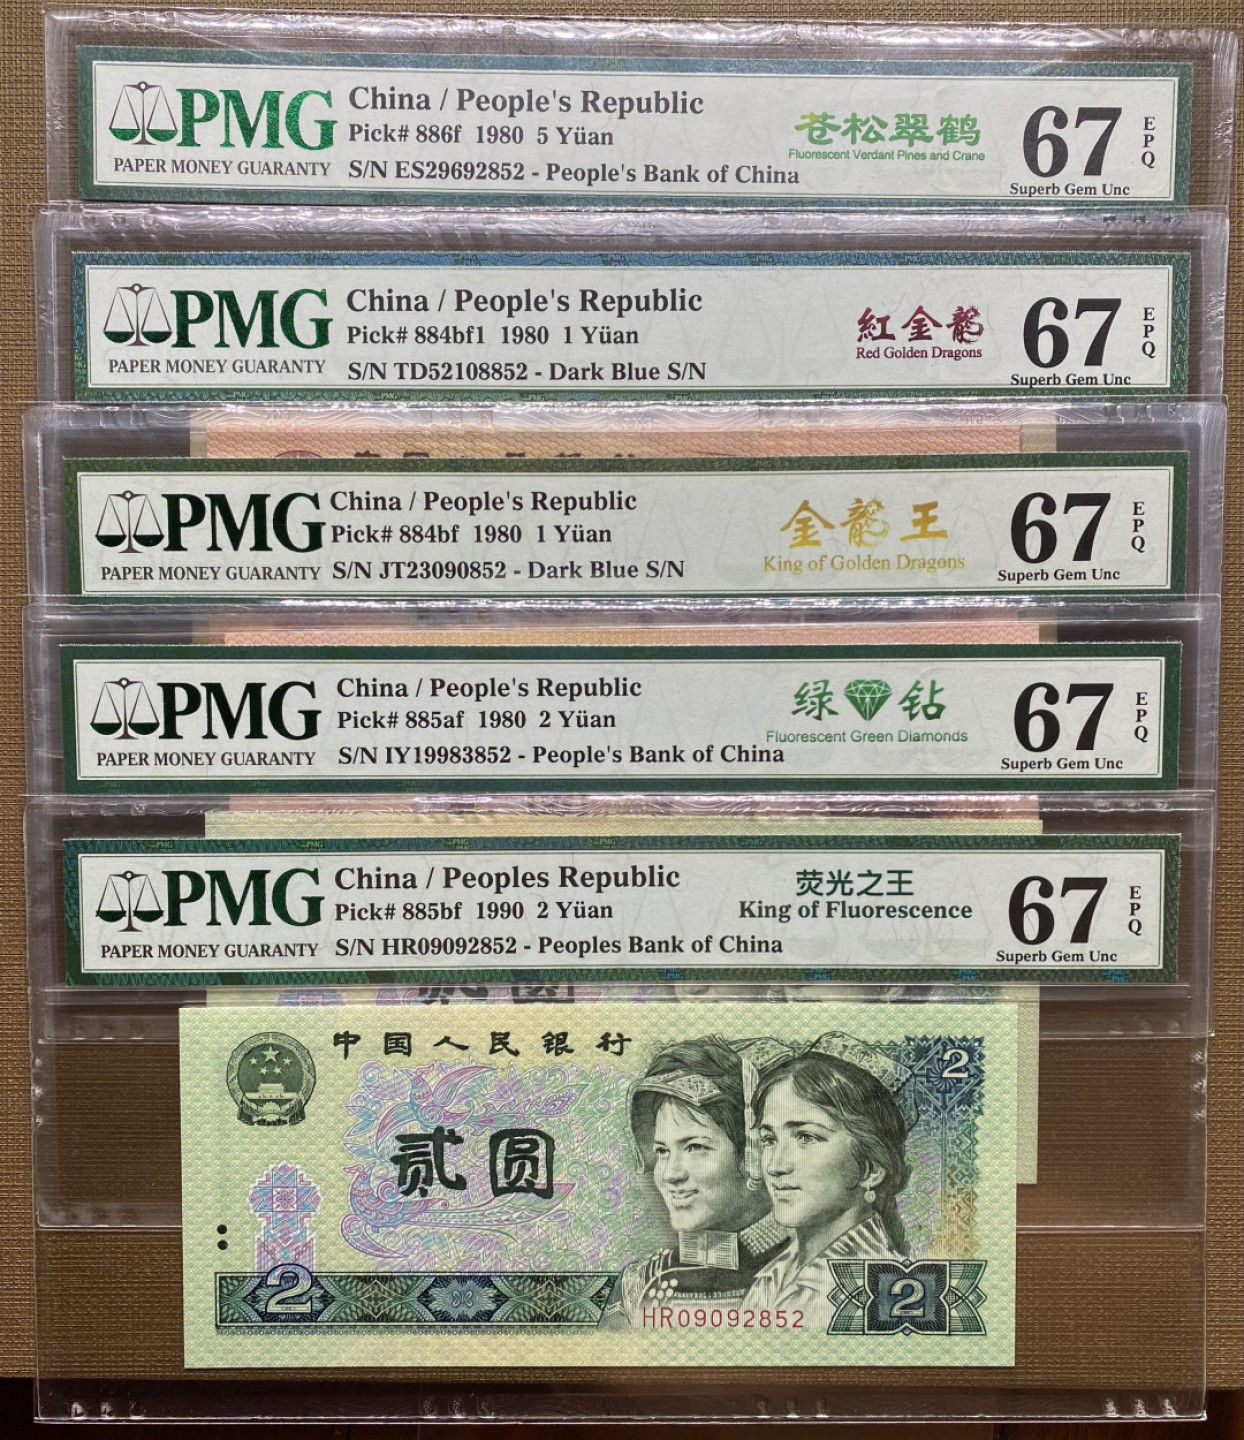 PMG
PAPER MONEY GUARANTY
China / People's Republic
Pick# 886f 1980 5 Yüan
S/N ES29692852 - People's Bank of China
苍松翠鹤
Fluorescent Verdant Pines and Crane
67
EPQ
Superb Gem Unc
PMG
PAPER MONEY GUARANTY
China / People's Republic
Pick# 884bf1 1980 1 Yüan
S/N TD52108852 - Dark Blue S/N
紅金龍
Red Golden Dragons
67
EPQ
Superb Gem Unc
PMG
PAPER MONEY GUARANTY
China / People's Republic
Pick# 884bf 1980 1 Yüan
S/N JT23090852 - Dark Blue S/N
金龍王
King of Golden Dragons
67
EPQ
Superb Gem Unc
PMG
PAPER MONEY GUARANTY
China / People's Republic
Pick# 885af 1980 2 Yüan
S/N IY19983852 - People's Bank of China
绿钻
Fluorescent Green Diamonds
67
EPQ
Superb Gem Unc
PMG
PAPER MONEY GUARANTY
China / Peoples Republic
Pick# 885bf 1990 2 Yüan
S/N HR09092852 - Peoples Bank of China
荧光之王
King of Fluorescence
67
EPQ
Superb Gem Unc
贰圆
中国人民银行
2
贰圆
2
HR09092852
2